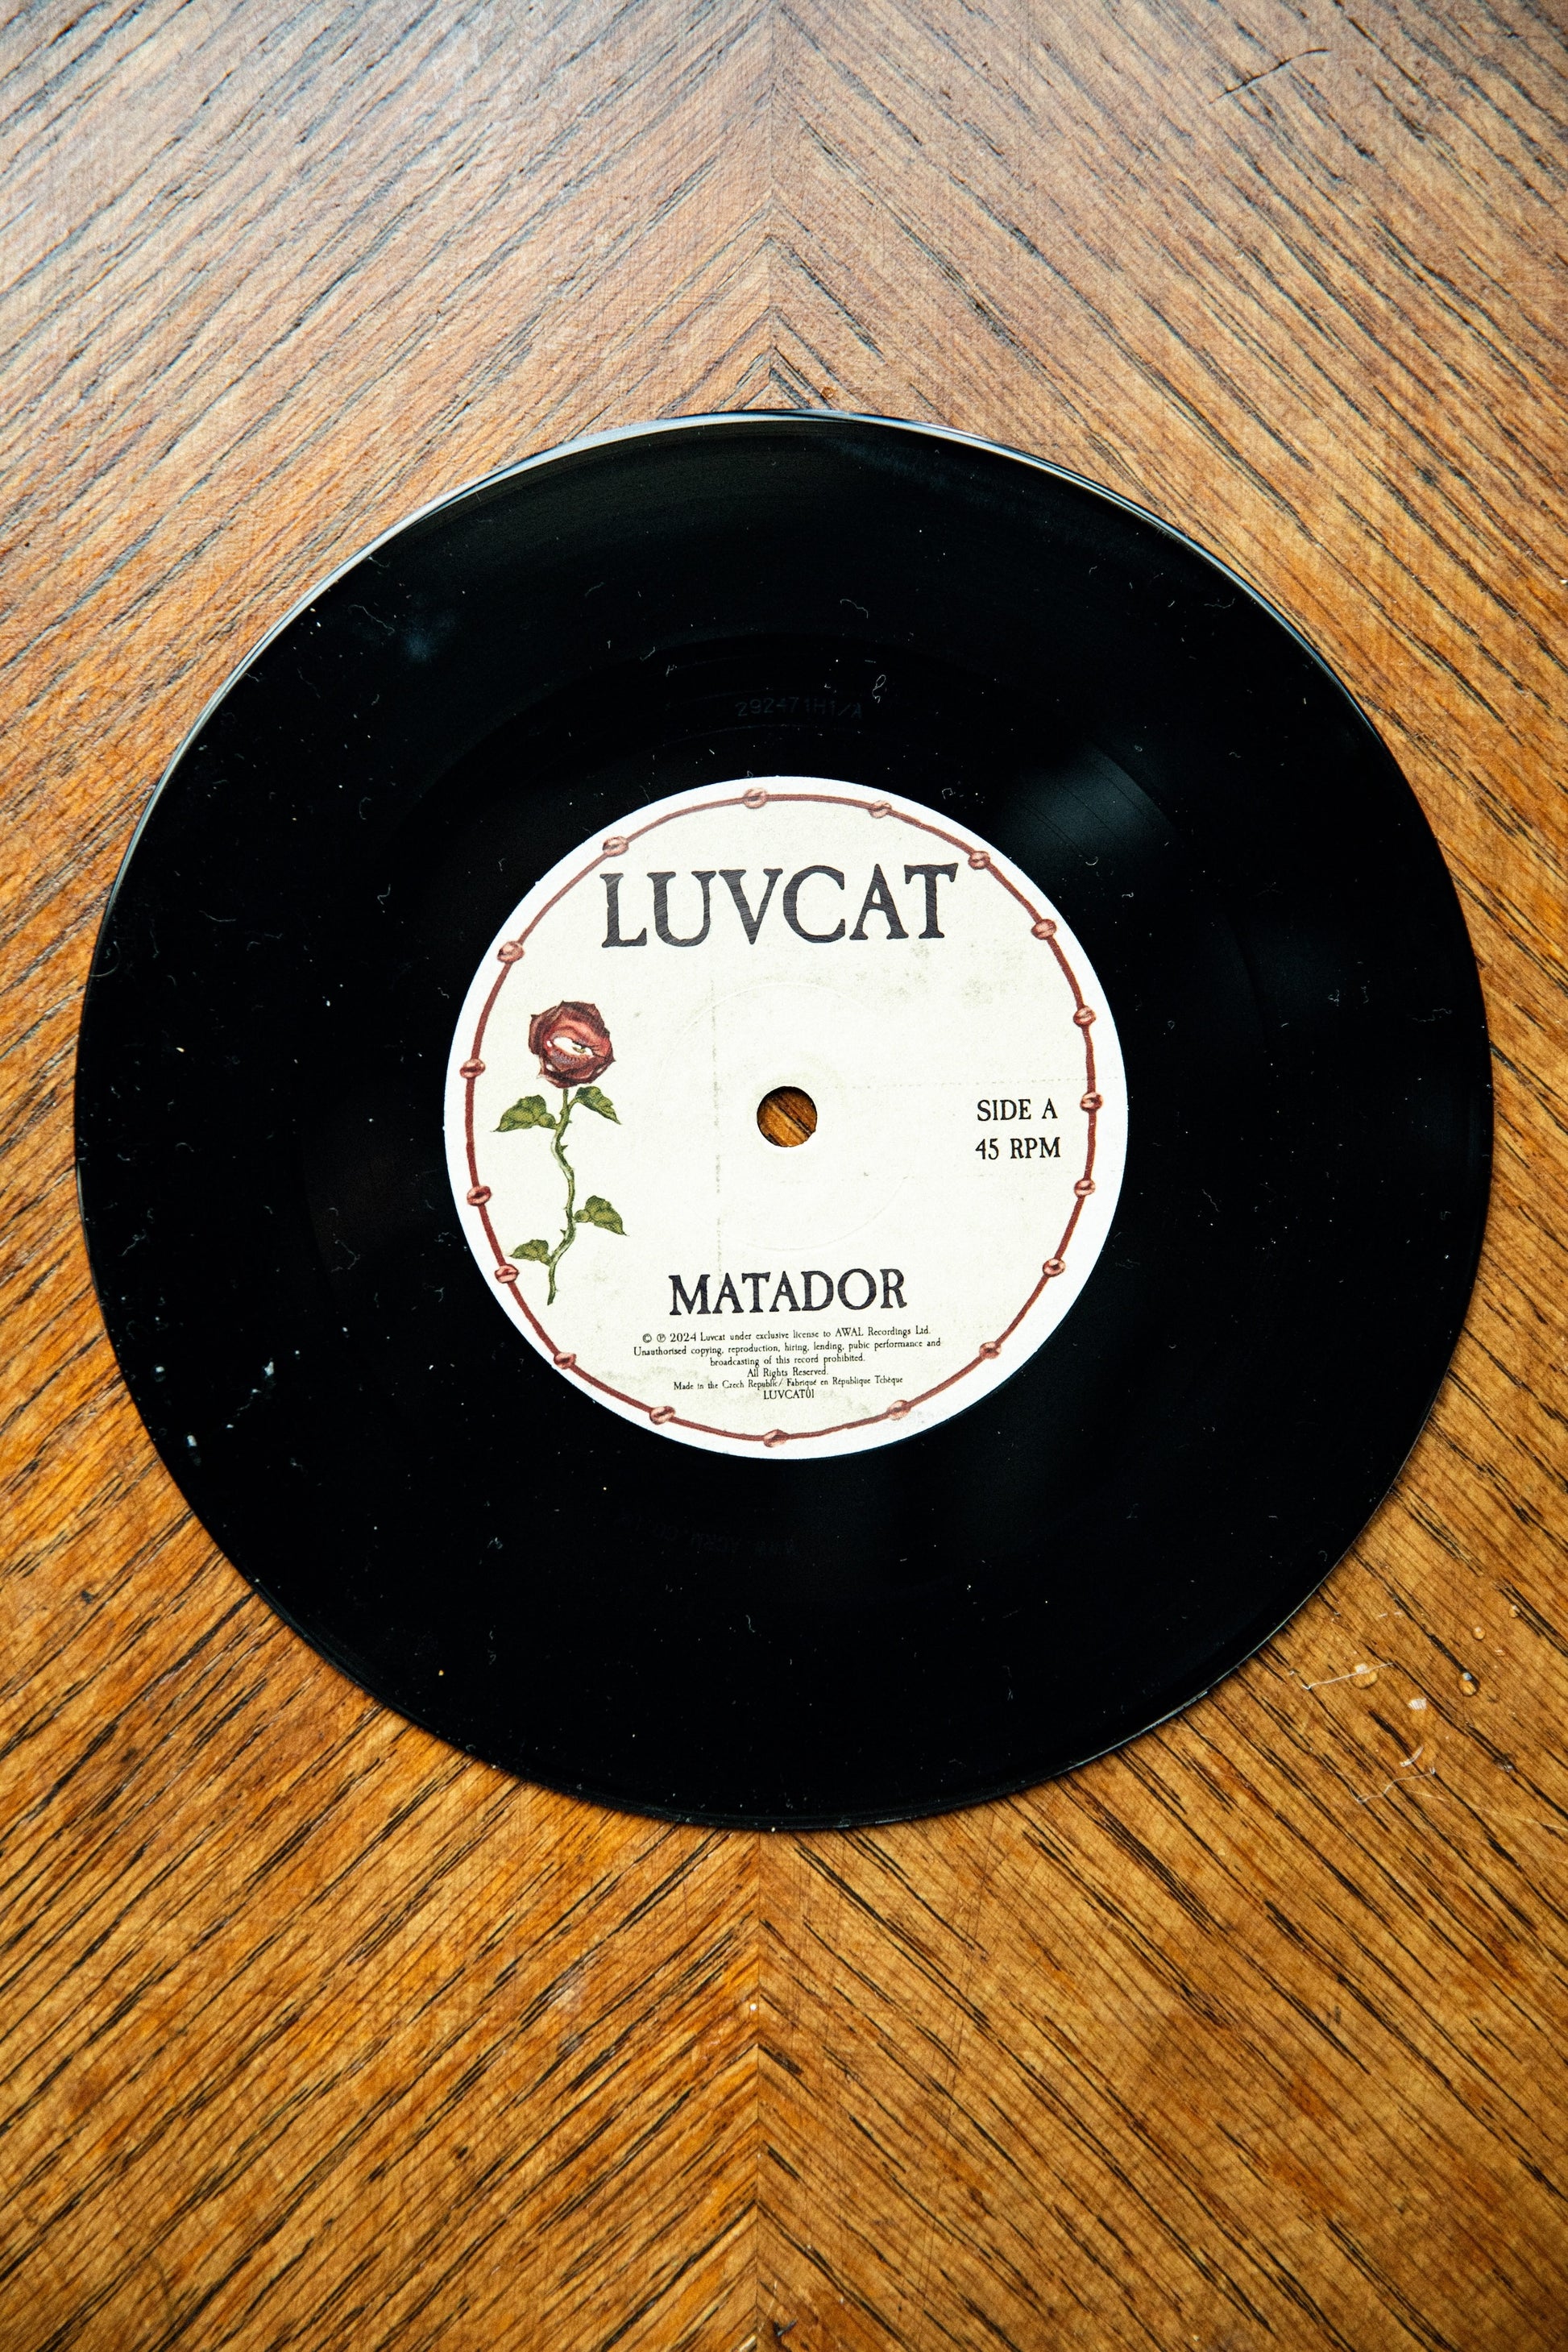 292471H1/A
LUVCAT
SIDE A
45 RPM
MATADOR
© ℗ 2024 Luvcat under exclusive license to AWAL Recordings Ltd.
Unauthorised copying, reproduction, hiring, lending, pubic performance and
broadcasting of this record prohibited.
All Rights Reserved.
Made in the Czech Republic/ Fabriqué en République Tchèque
LUVCAT01